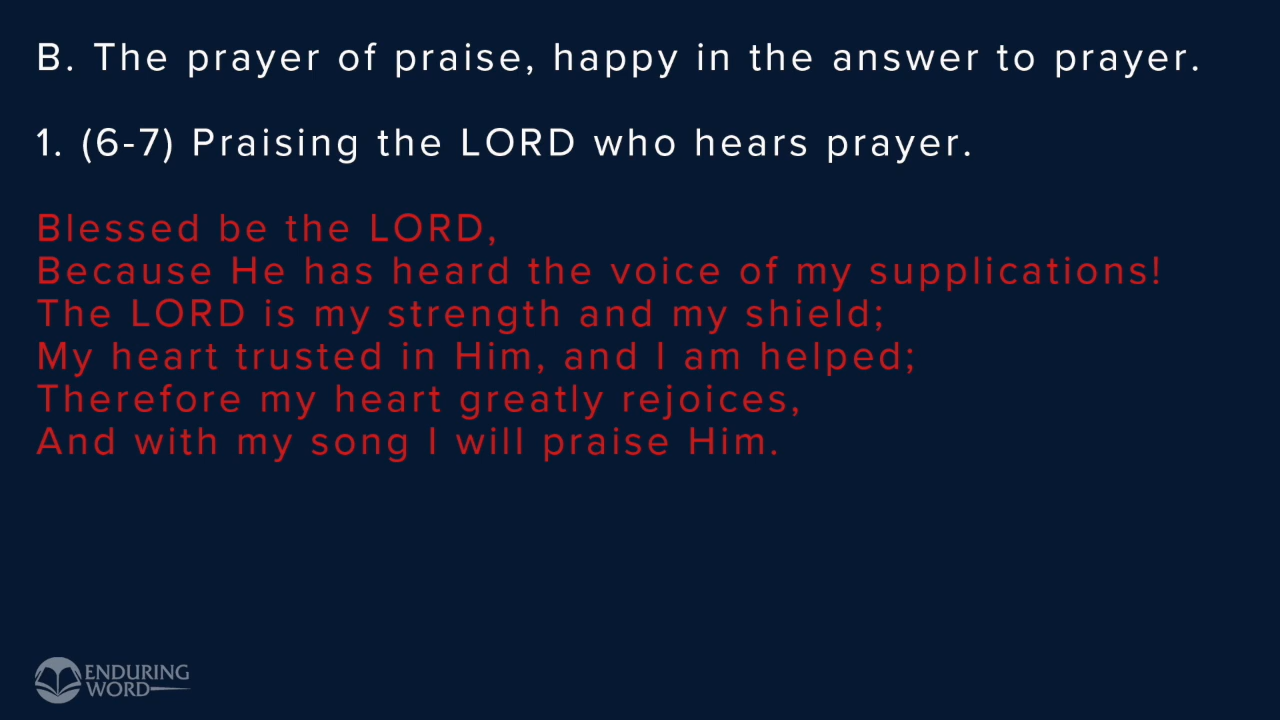 B. The prayer of praise, happy in the answer to prayer.
1. (6-7) Praising the LORD who hears prayer.
Blessed be the LORD,
Because He has heard the voice of my supplications!
The LORD is my strength and my shield;
My heart trusted in Him, and I am helped;
Therefore my heart greatly rejoices,
And with my song I will praise Him.
ENDURING
WORD